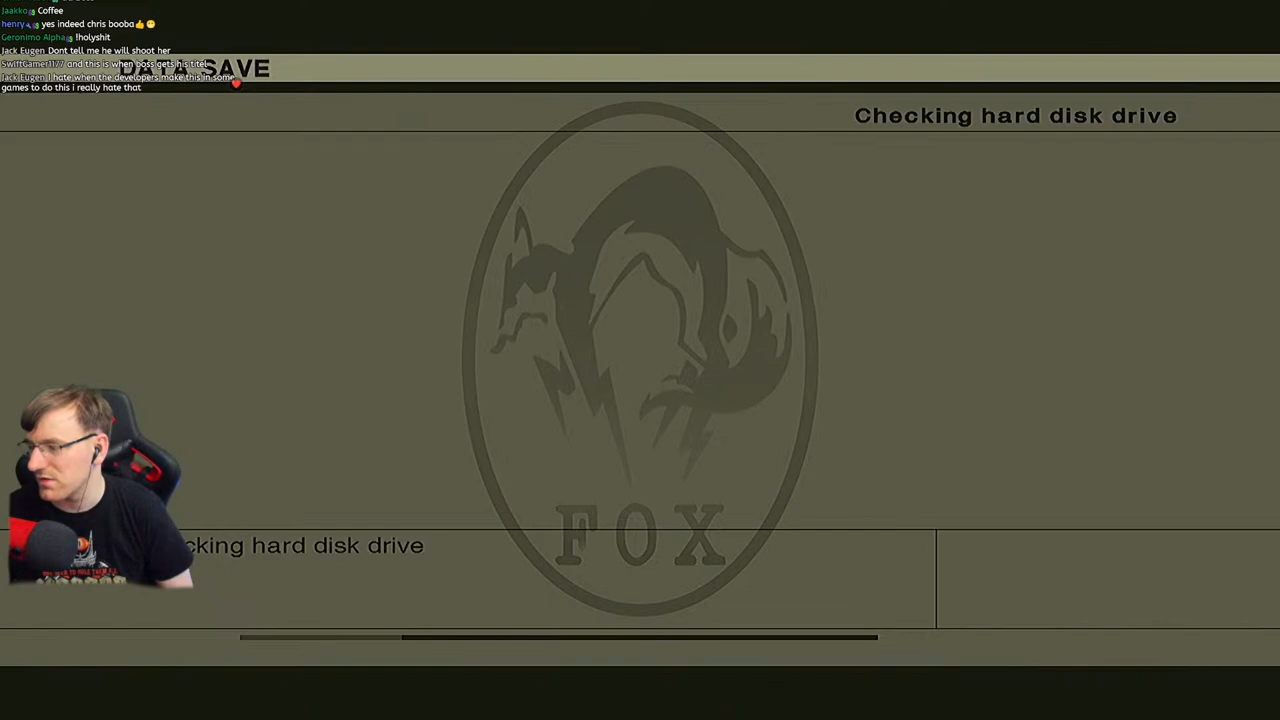 Jaakko Coffee
henry yes indeed chris booba👍😁
Geronimo Alpha !holyshit
Jack Eugen Dont tell me he will shoot her
SwiftGamer1177 and this is when boss gets his titel
Jack Eugen I hate when the developers make this in some
games to do this i really hate that
DATA SAVE
Checking hard disk drive
FOX
cking hard disk drive